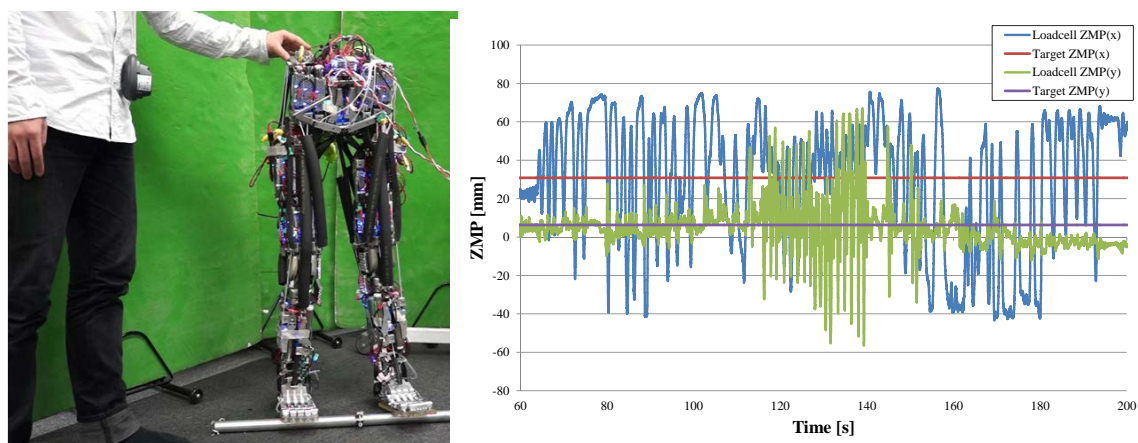 Loadcell ZMP(x)
Target ZMP(x)
Loadcell ZMP(y)
Target ZMP(y)
100
80
60
40
20
0
-20
-40
-60
-80
ZMP [mm]
60 80 100 120 140 160 180 200
Time [s]